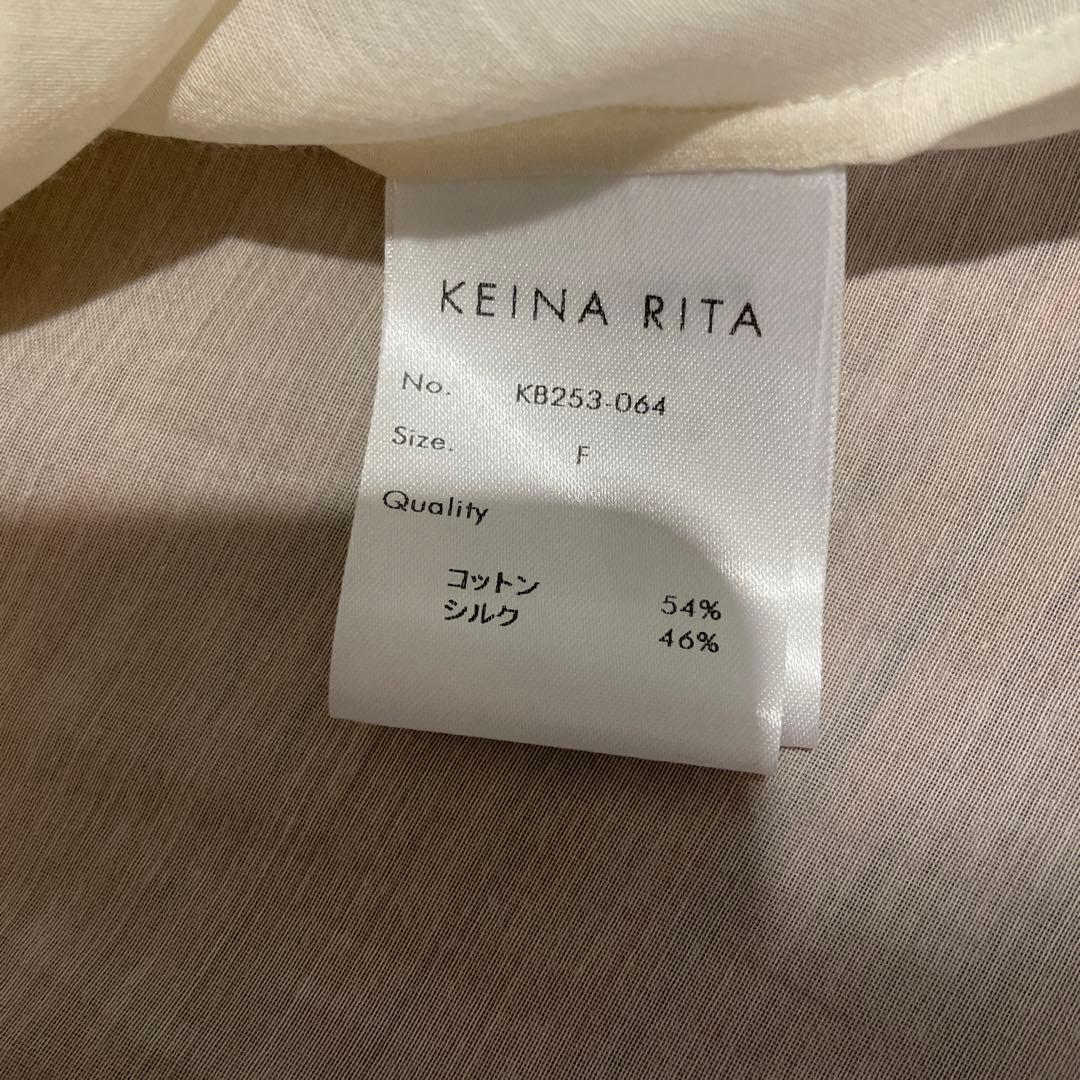 KEINA RITA
No. KB253-064
Size. F
Quality
コットン 54%
シルク 46%